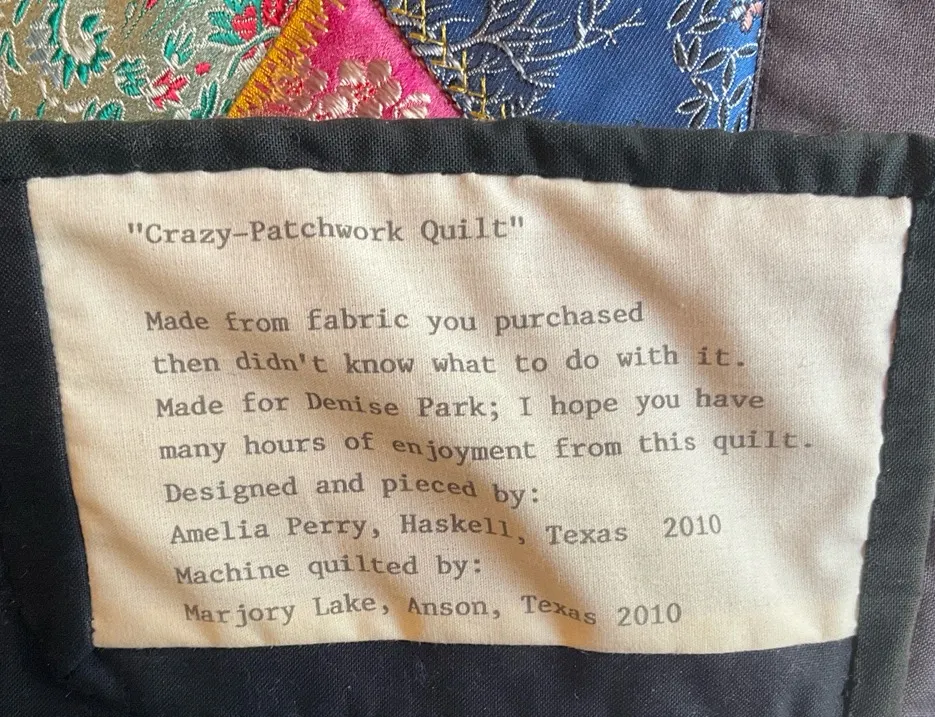 "Crazy-Patchwork Quilt"
Made from fabric you purchased
then didn't know what to do with it.
Made for Denise Park; I hope you have
many hours of enjoyment from this quilt.
Designed and pieced by:
Amelia Perry, Haskell, Texas 2010
Machine quilted by:
Marjory Lake, Anson, Texas 2010